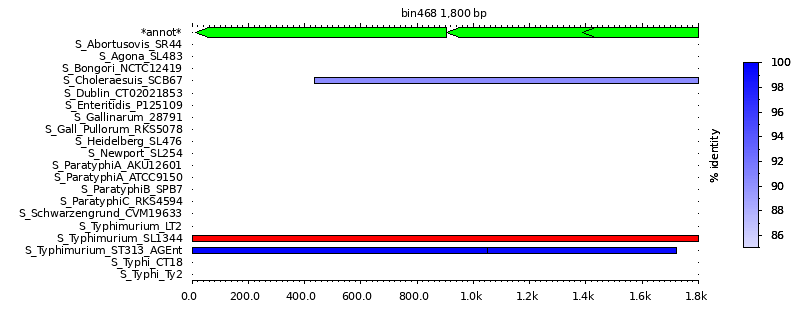 bin468 1,800 bp
*annot*
S_Abortusovis_SR44
S_Agona_SL483
S_Bongori_NCTC12419
S_Choleraesuis_SCB67
S_Dublin_CT02021853
S_Enteritidis_P125109
S_Gallinarum_28791
S_Gall_Pullorum_RKS5078
S_Heidelberg_SL476
S_Newport_SL254
S_ParatyphiA_AKU12601
S_ParatyphiA_ATCC9150
S_ParatyphiB_SPB7
S_ParatyphiC_RKS4594
S_Schwarzengrund_CVM19633
S_Typhimurium_LT2
S_Typhimurium_SL1344
S_Typhimurium_ST313_AGEnt
S_Typhi_CT18
S_Typhi_Ty2
0.0 200.0 400.0 600.0 800.0 1.0k 1.2k 1.4k 1.6k 1.8k
% identity
100
98
96
94
92
90
88
86